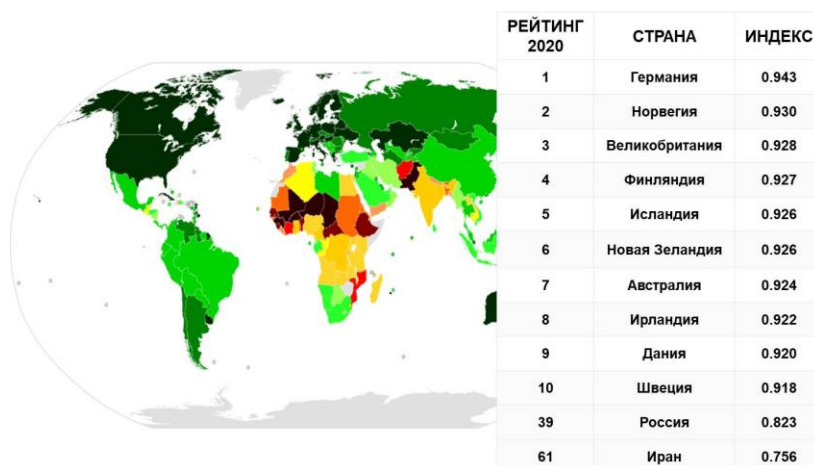 РЕЙТИНГ 2020 СТРАНА ИНДЕКС
1 Германия 0.943
2 Норвегия 0.930
3 Великобритания 0.928
4 Финляндия 0.927
5 Исландия 0.926
6 Новая Зеландия 0.926
7 Австралия 0.924
8 Ирландия 0.922
9 Дания 0.920
10 Швеция 0.918
39 Россия 0.823
61 Иран 0.756